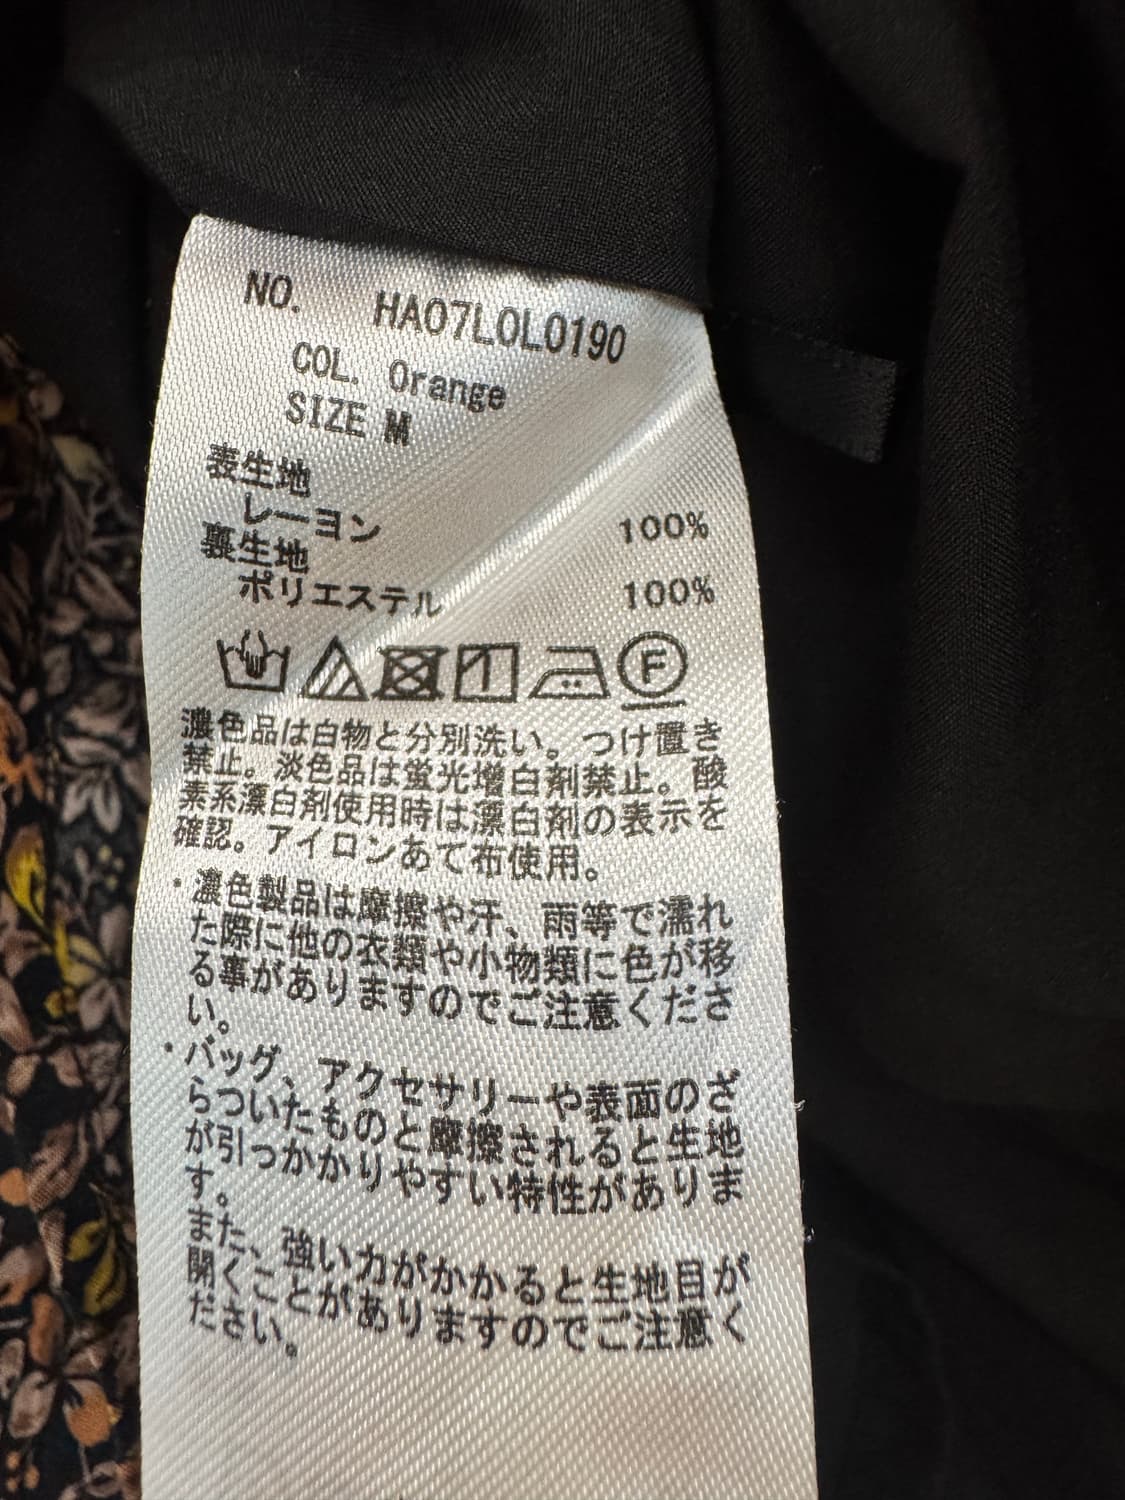 NO. HA07L0L0190
COL. Orange
SIZE M
表生地
レーヨン 100%
裏生地
ポリエステル 100%
F
濃色品は白物と分別洗い。つけ置き
禁止。淡色品は蛍光増白剤禁止。酸
素系漂白剤使用時は漂白剤の表示を
確認。アイロンあて布使用。
・濃色製品は摩擦や汗、雨等で濡れ
た際に他の衣類や小物類に色が移
る事がありますのでご注意くださ
い。
・バッグ、アクセサリーや表面のざ
らついたものと摩擦されると生地
が引っかかりやすい特性がありま
す。
また、強い力がかかると生地目が
開くことがありますのでご注意く
ださい。